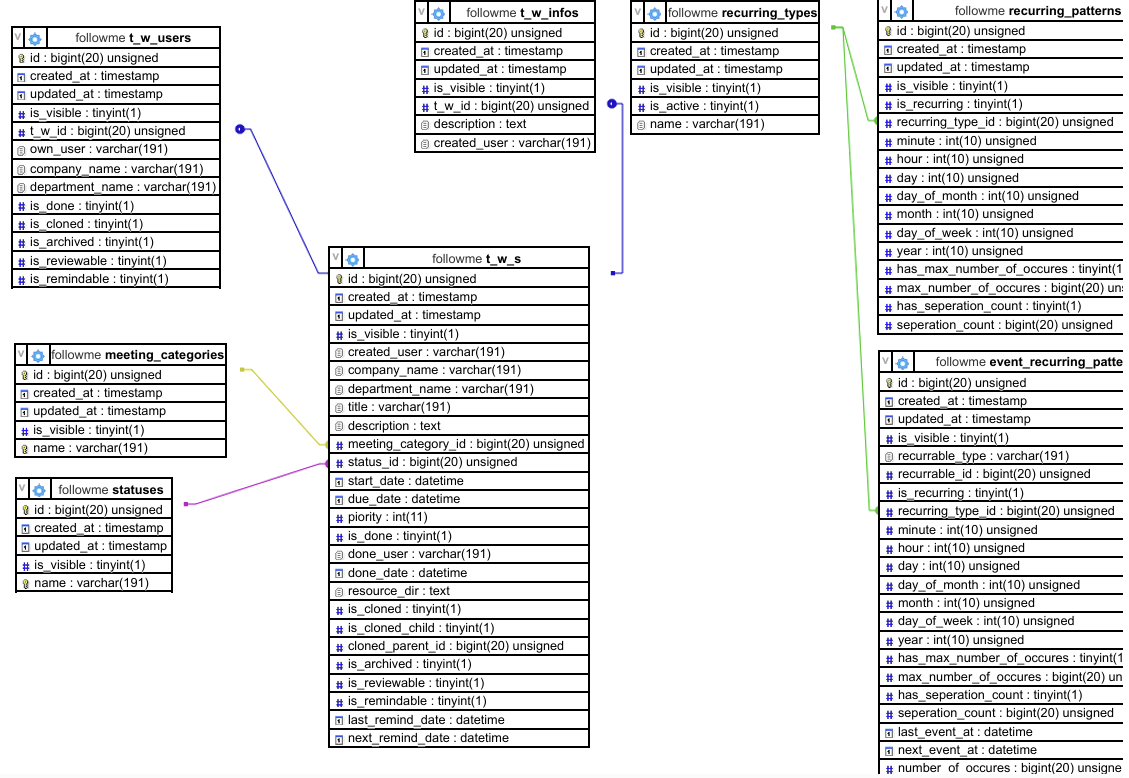 followme t_w_users
id : bigint(20) unsigned
created_at : timestamp
updated_at : timestamp
is_visible : tinyint(1)
t_w_id : bigint(20) unsigned
own_user : varchar(191)
company_name : varchar(191)
department_name : varchar(191)
is_done : tinyint(1)
is_cloned : tinyint(1)
is_archived : tinyint(1)
is_reviewable : tinyint(1)
is_remindable : tinyint(1)
followme meeting_categories
id : bigint(20) unsigned
created_at : timestamp
updated_at : timestamp
is_visible : tinyint(1)
name : varchar(191)
followme statuses
id : bigint(20) unsigned
created_at : timestamp
updated_at : timestamp
is_visible : tinyint(1)
name : varchar(191)
followme t_w_infos
id : bigint(20) unsigned
created_at : timestamp
updated_at : timestamp
is_visible : tinyint(1)
t_w_id : bigint(20) unsigned
description : text
created_user : varchar(191)
followme t_w_s
id : bigint(20) unsigned
created_at : timestamp
updated_at : timestamp
is_visible : tinyint(1)
created_user : varchar(191)
company_name : varchar(191)
department_name : varchar(191)
title : varchar(191)
description : text
meeting_category_id : bigint(20) unsigned
status_id : bigint(20) unsigned
start_date : datetime
due_date : datetime
piority : int(11)
is_done : tinyint(1)
done_user : varchar(191)
done_date : datetime
resource_dir : text
is_cloned : tinyint(1)
is_cloned_child : tinyint(1)
cloned_parent_id : bigint(20) unsigned
is_archived : tinyint(1)
is_reviewable : tinyint(1)
is_remindable : tinyint(1)
last_remind_date : datetime
next_remind_date : datetime
followme recurring_types
id : bigint(20) unsigned
created_at : timestamp
updated_at : timestamp
is_visible : tinyint(1)
is_active : tinyint(1)
name : varchar(191)
followme recurring_patterns
id : bigint(20) unsigned
created_at : timestamp
updated_at : timestamp
is_visible : tinyint(1)
is_recurring : tinyint(1)
recurring_type_id : bigint(20) unsigned
minute : int(10) unsigned
hour : int(10) unsigned
day : int(10) unsigned
day_of_month : int(10) unsigned
month : int(10) unsigned
day_of_week : int(10) unsigned
year : int(10) unsigned
has_max_number_of_occures : tinyint(1
max_number_of_occures : bigint(20) uns
has_seperation_count : tinyint(1)
seperation_count : bigint(20) unsigned
followme event_recurring_patte
id : bigint(20) unsigned
created_at : timestamp
updated_at : timestamp
is_visible : tinyint(1)
recurrable_type : varchar(191)
recurrable_id : bigint(20) unsigned
is_recurring : tinyint(1)
recurring_type_id : bigint(20) unsigned
minute : int(10) unsigned
hour : int(10) unsigned
day : int(10) unsigned
day_of_month : int(10) unsigned
month : int(10) unsigned
day_of_week : int(10) unsigned
year : int(10) unsigned
has_max_number_of_occures : tinyint(1
max_number_of_occures : bigint(20) un
has_seperation_count : tinyint(1)
seperation_count : bigint(20) unsigned
last_event_at : datetime
next_event_at : datetime
number_of_occures : bigint(20) unsigne